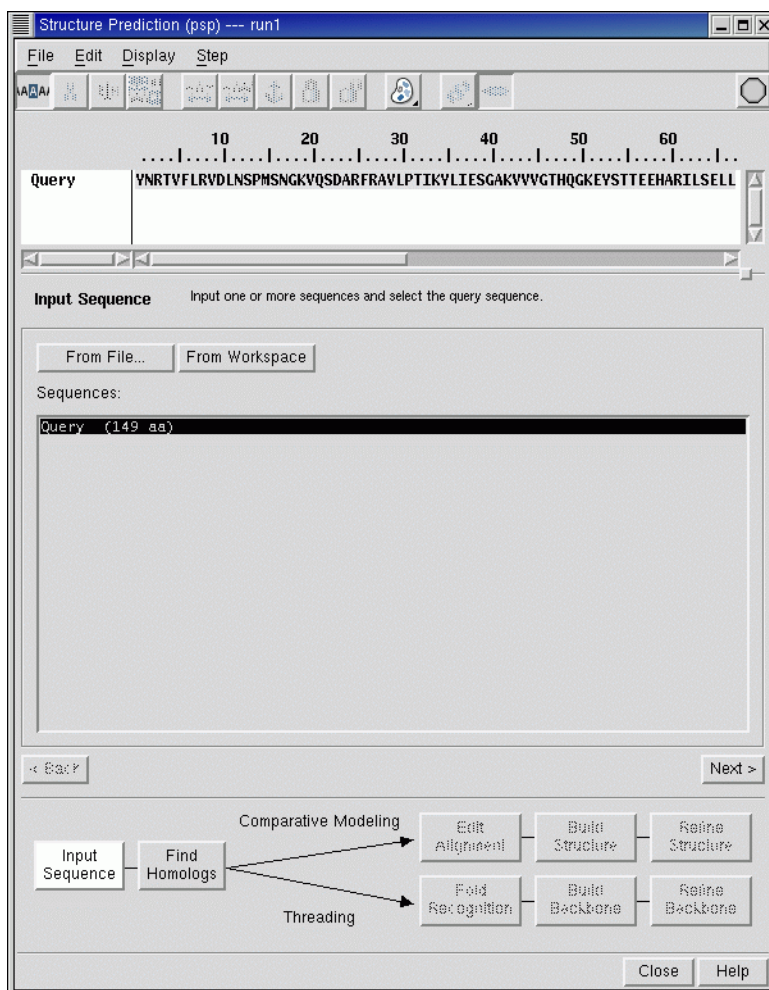 Structure Prediction (psp) --- run1
File Edit Display Step
10 20 30 40 50 60
Query YNRTVFLRVDLNSPMSNGKVQSDARFRAVLPTIKYLIESGAKVVVGTHQGKEYSTTEEHARILSELL
Input Sequence Input one or more sequences and select the query sequence.
From File... From Workspace
Sequences:
Query (149 aa)
< Back Next >
Comparative Modeling
Edit Alignment Build Structure Refine Structure
Input Sequence Find Homologs
Fold Recognition Build Backbone Refine Backbone
Threading
Close Help